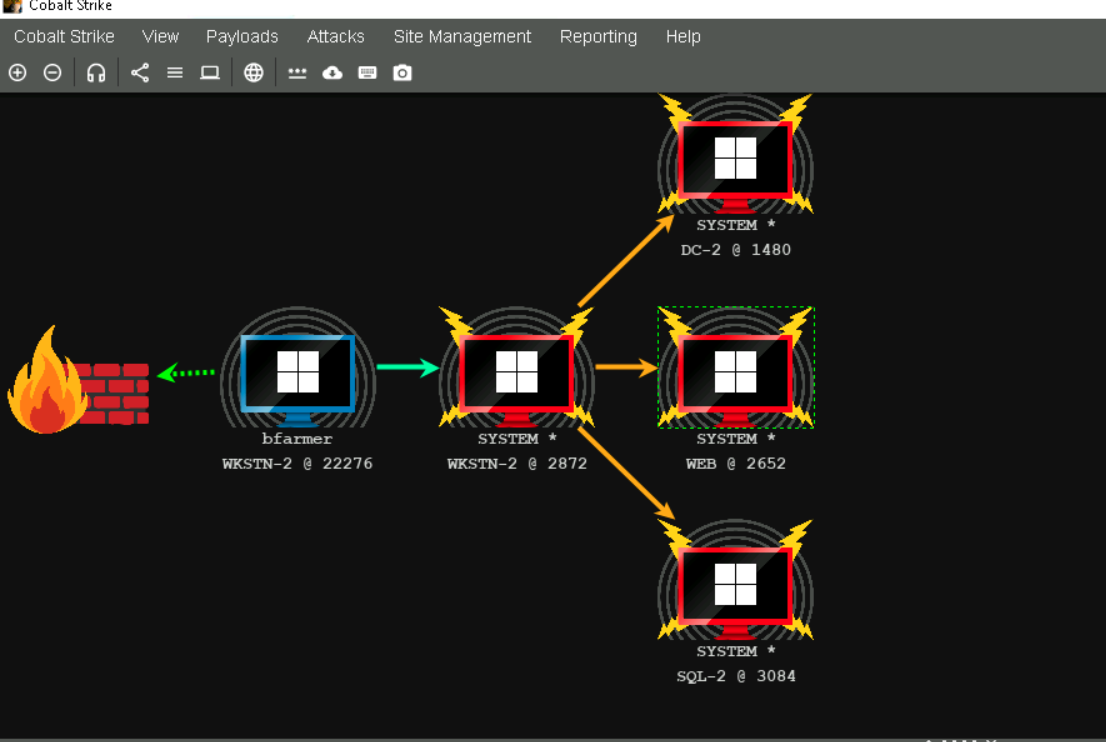 Cobalt Strike
Cobalt Strike View Payloads Attacks Site Management Reporting Help
SYSTEM *
DC-2 @ 1480
bfarmer
WKSTN-2 @ 22276
SYSTEM *
WKSTN-2 @ 2872
SYSTEM *
WEB @ 2652
SYSTEM *
SQL-2 @ 3084